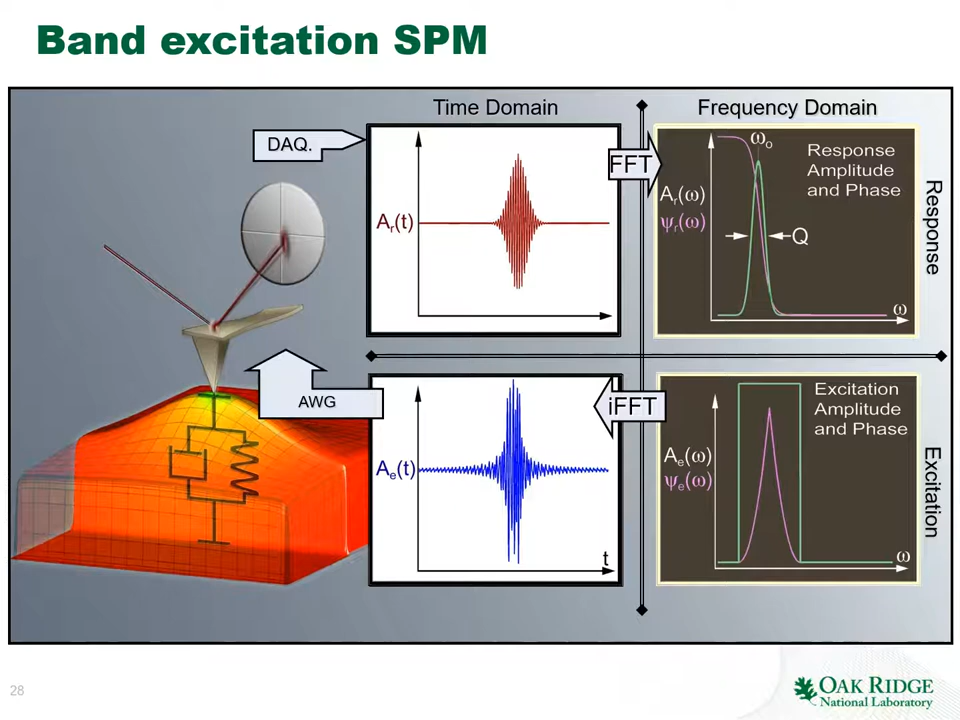 Band excitation SPM
Time Domain
Frequency Domain
DAQ.
FFT
ωo
Response
Amplitude
and Phase
Ar(t)
Ar(ω)
ψr(ω)
Q
ω
Response
AWG
iFFT
Excitation
Amplitude
and Phase
Ae(t)
Ae(ω)
ψe(ω)
t
ω
Excitation
28
OAK RIDGE
National Laboratory